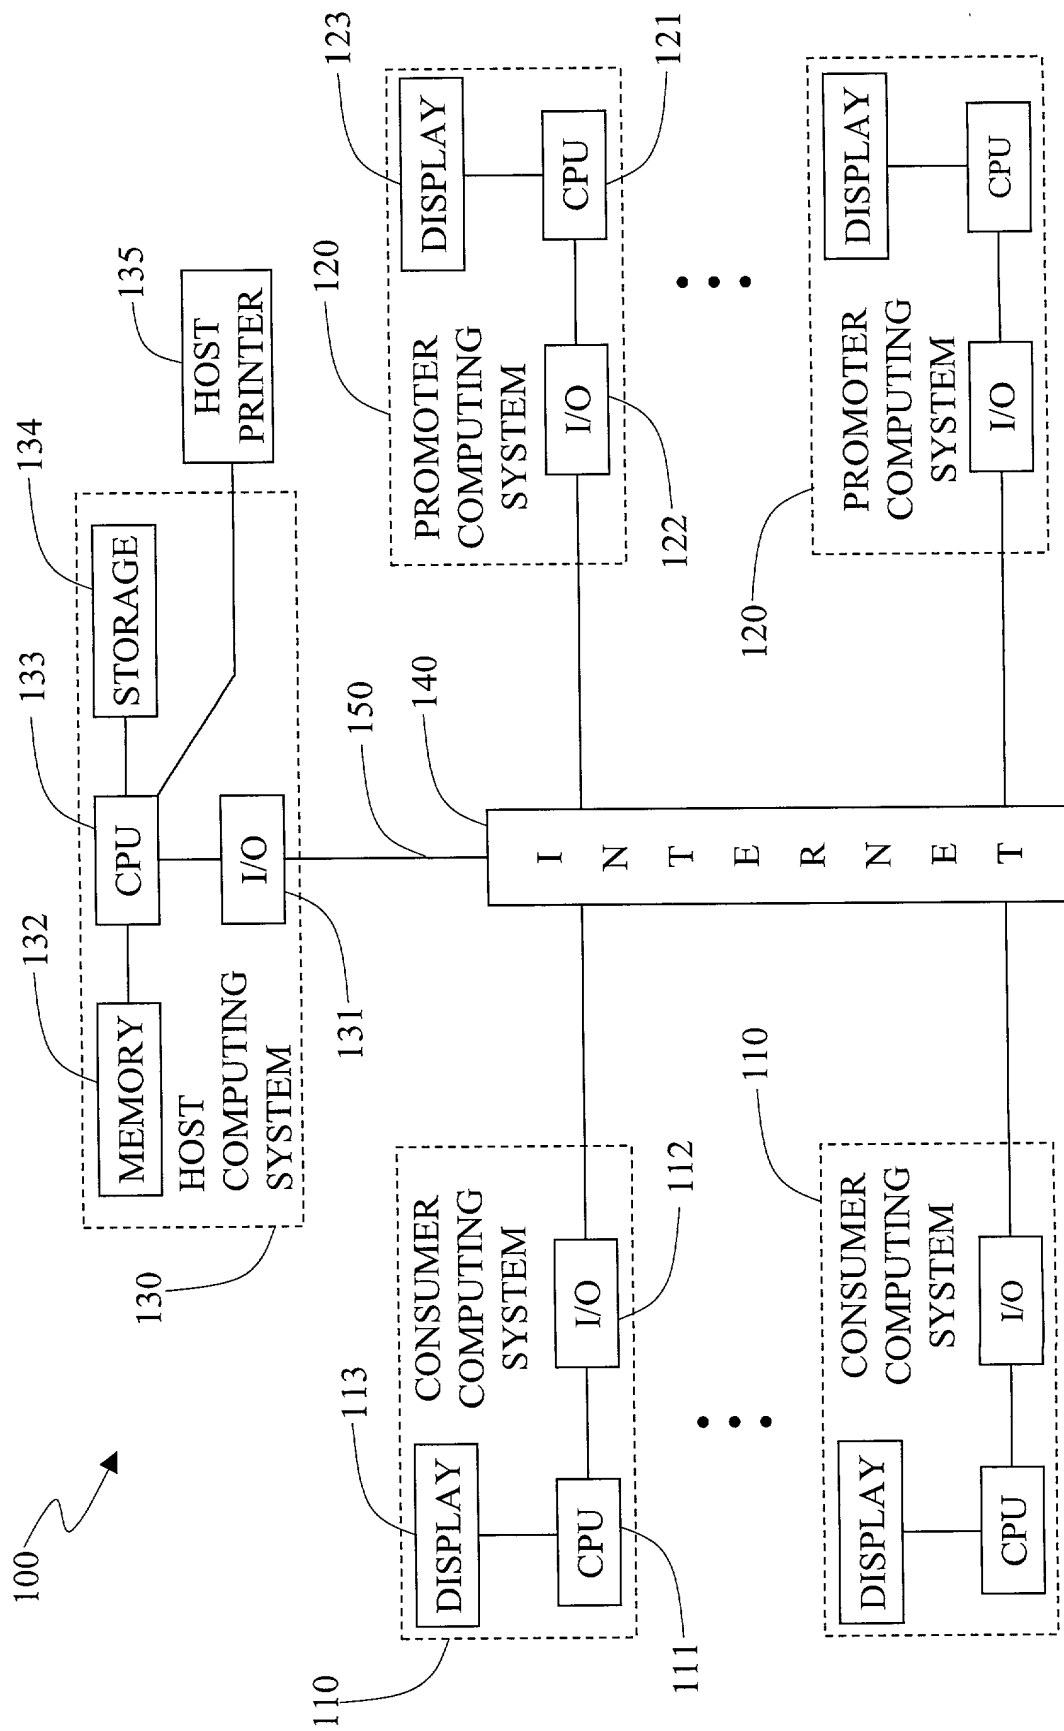 100
130
132
133
134
135
MEMORY
CPU
STORAGE
HOST
PRINTER
HOST
COMPUTING
SYSTEM
I/O
131
150
140
110
113
DISPLAY
CONSUMER
COMPUTING
SYSTEM
CPU
I/O
111
112
120
123
PROMOTER
COMPUTING
SYSTEM
DISPLAY
I/O
CPU
122
121
INTERNET
110
DISPLAY
CONSUMER
COMPUTING
SYSTEM
CPU
I/O
120
PROMOTER
COMPUTING
SYSTEM
DISPLAY
I/O
CPU